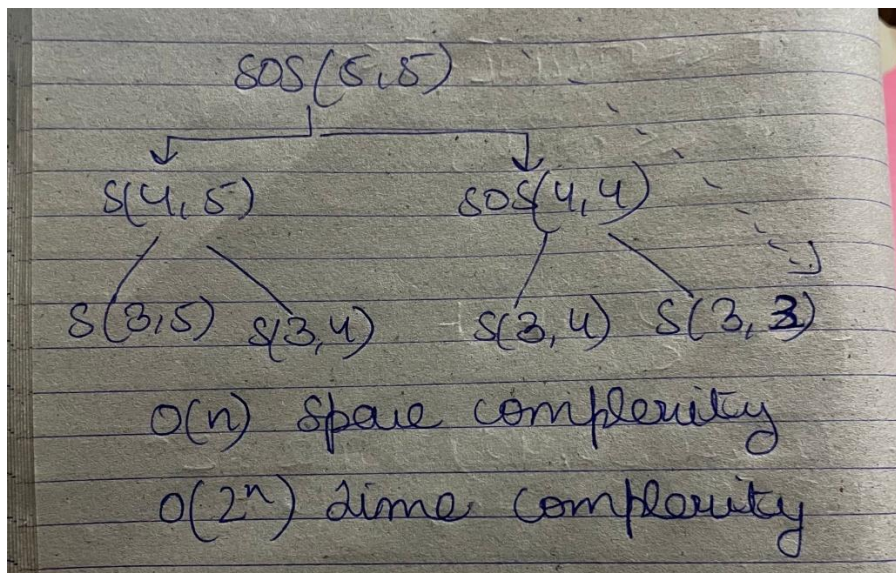 SOS(5,5)
S(4,5) SOS(4,4)
S(3,5) S(3,4) S(3,4) S(3,3)
O(n) Space complexity
O(2ⁿ) time complexity